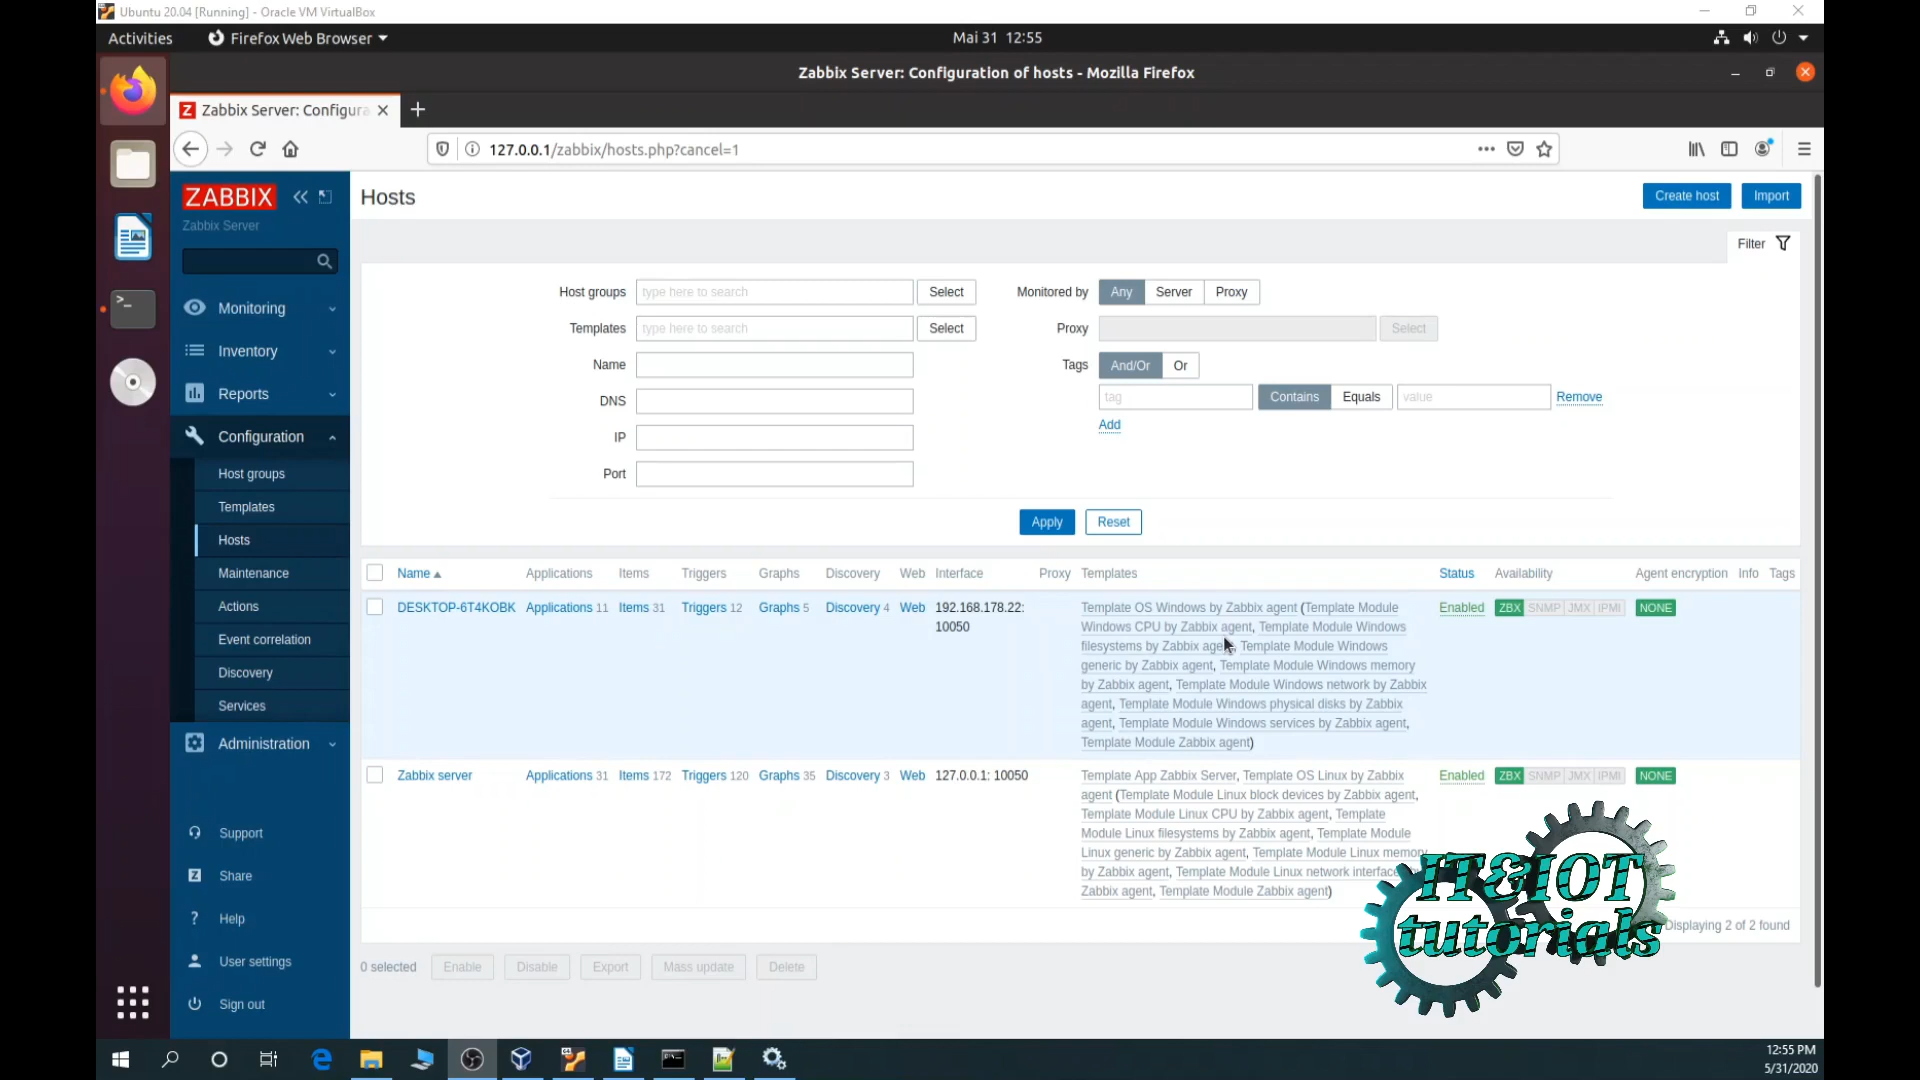 Ubuntu 20.04 [Running] - Oracle VM VirtualBox
Activities
Firefox Web Browser
Mai 31 12:55
Zabbix Server: Configuration of hosts - Mozilla Firefox
Z Zabbix Server: Configura
127.0.0.1/zabbix/hosts.php?cancel=1
ZABBIX
Zabbix Server
Monitoring
Inventory
Reports
Configuration
Host groups
Templates
Hosts
Maintenance
Actions
Event correlation
Discovery
Services
Administration
Support
Z Share
? Help
User settings
Sign out
Hosts
Create host
Import
Filter
Host groups type here to search Select
Templates type here to search Select
Name
DNS
IP
Port
Monitored by Any Server Proxy
Proxy Select
Tags And/Or Or
tag Contains Equals value Remove
Add
Apply Reset
Name Applications Items Triggers Graphs Discovery Web Interface Proxy Templates Status Availability Agent encryption Info Tags
DESKTOP-6T4KOBK Applications 11 Items 31 Triggers 12 Graphs 5 Discovery 4 Web 192.168.178.22: Template OS Windows by Zabbix agent (Template Module Enabled ZBX SNMP JMX IPMI NONE
10050 Windows CPU by Zabbix agent, Template Module Windows
filesystems by Zabbix age Template Module Windows
generic by Zabbix agent, Template Module Windows memory
by Zabbix agent, Template Module Windows network by Zabbix
agent, Template Module Windows physical disks by Zabbix
agent, Template Module Windows services by Zabbix agent,
Template Module Zabbix agent)
Zabbix server Applications 31 Items 172 Triggers 120 Graphs 35 Discovery 3 Web 127.0.0.1: 10050 Template App Zabbix Server, Template OS Linux by Zabbix Enabled ZBX SNMP JMX IPMI NONE
agent (Template Module Linux block devices by Zabbix agent,
Template Module Linux CPU by Zabbix agent, Template
Module Linux filesystems by Zabbix agent, Template Module
Linux generic by Zabbix agent, Template Module Linux memory
by Zabbix agent, Template Module Linux network interface
Zabbix agent, Template Module Zabbix agent)
Displaying 2 of 2 found
0 selected Enable Disable Export Mass update Delete
IT&IOT
tutorials
12:55 PM
5/31/2020